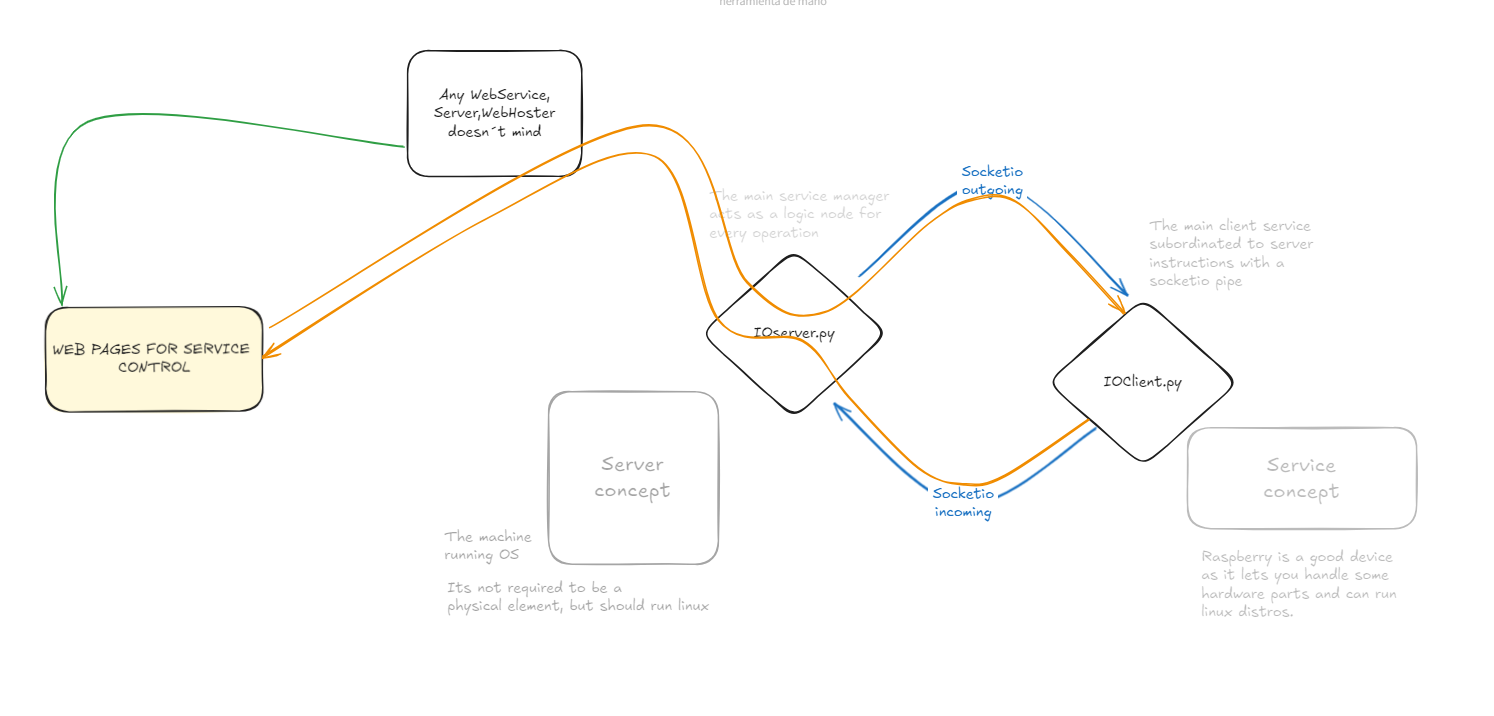 herramienta de mano
Any WebService,
Server,WebHoster
doesn´t mind
Socketio
outgoing
The main service manager
acts as a logic node for
every operation
The main client service
subordinated to server
instructions with a
socketio pipe
IOserver.py
WEB PAGES FOR SERVICE
CONTROL
IOClient.py
Server
concept
Service
concept
Socketio
incoming
The machine
running OS
Its not required to be a
physical element, but should run linux
Raspberry is a good device
as it lets you handle some
hardware parts and can run
linux distros.